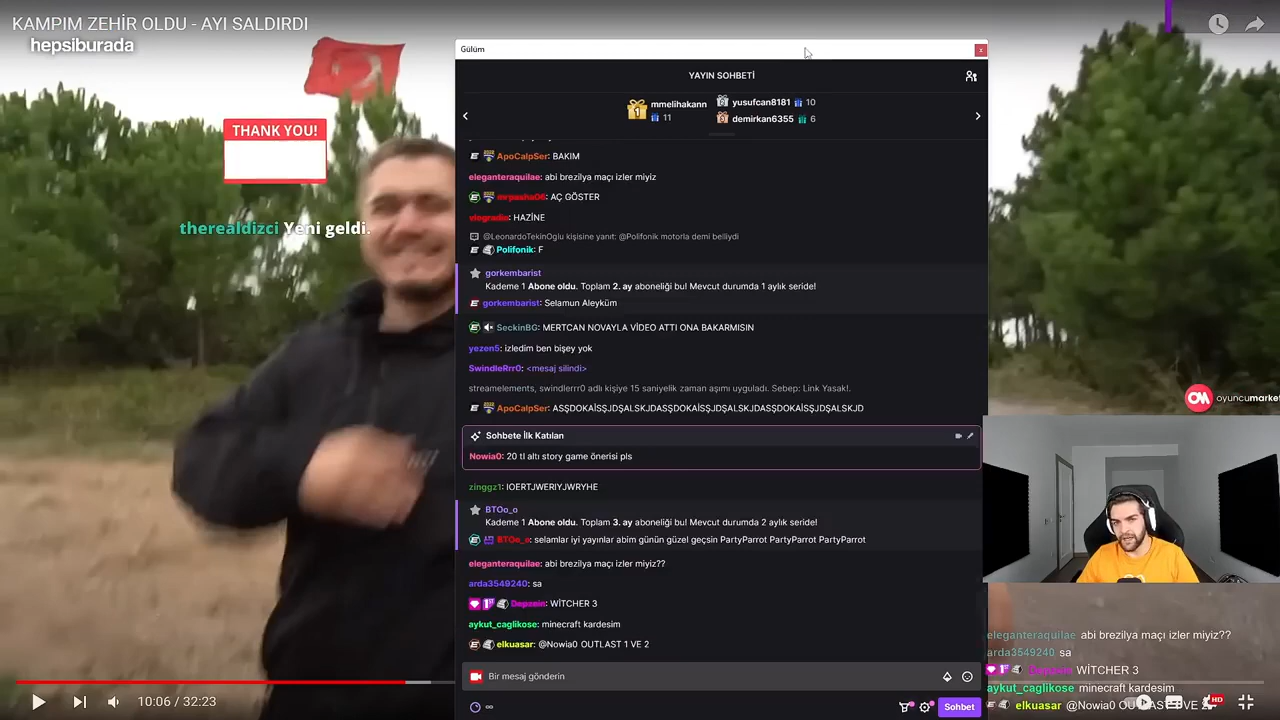 KAMPIM ZEHİR OLDU - AYI SALDIRDI
hepsiburada
THANK YOU!
therealdizci Yeni geldi.
Gülüm
YAYIN SOHBETİ
mmelihakann
11
yusufcan8181 10
demirkan6355 6
ApoCalpSer: BAKIM
eleganteraquilae: abi brezilya maçı izler miyiz
mrpasha06: AÇ GÖSTER
vlogradio: HAZİNE
@LeonardoTekinOglu kişisine yanıt: @Polifonik motorla demi belliydi
Polifonik: F
gorkembarist
Kademe 1 Abone oldu. Toplam 2. ay aboneliği bu! Mevcut durumda 1 aylık seride!
gorkembarist: Selamun Aleyküm
SeckinBG: MERTCAN NOVAYLA VİDEO ATTI ONA BAKARMISIN
yezen5: izledim ben bişey yok
SwindleRrr0: <mesaj silindi>
streamelements, swindlerrr0 adlı kişiye 15 saniyelik zaman aşımı uyguladı. Sebep: Link Yasak!.
ApoCalpSer: ASŞDOKAİSŞJDŞALSKJDASŞDOKAİSŞJDŞALSKJDASŞDOKAİSŞJDŞALSKJD
Sohbete İlk Katılan
Nowia0: 20 tl altı story game önerisi pls
zinggz1: IOERTJWERIYJWRYHE
BTOo_o
Kademe 1 Abone oldu. Toplam 3. ay aboneliği bu! Mevcut durumda 2 aylık seride!
BTOo_o: selamlar iyi yayınlar abim günün güzel geçsin PartyParrot PartyParrot PartyParrot
eleganteraquilae: abi brezilya maçı izler miyiz??
arda3549240: sa
Depzein: WİTCHER 3
aykut_caglikose: minecraft kardesim
elkuasar: @Nowia0 OUTLAST 1 VE 2
Bir mesaj gönderin
Sohbet
OM oyuncumarket
eleganteraquilae abi brezilya maçı izler miyiz??
arda3549240 sa
Depzein WİTCHER 3
aykut_caglikose minecraft kardesim
elkuasar @Nowia0
HD
10:06 / 32:23